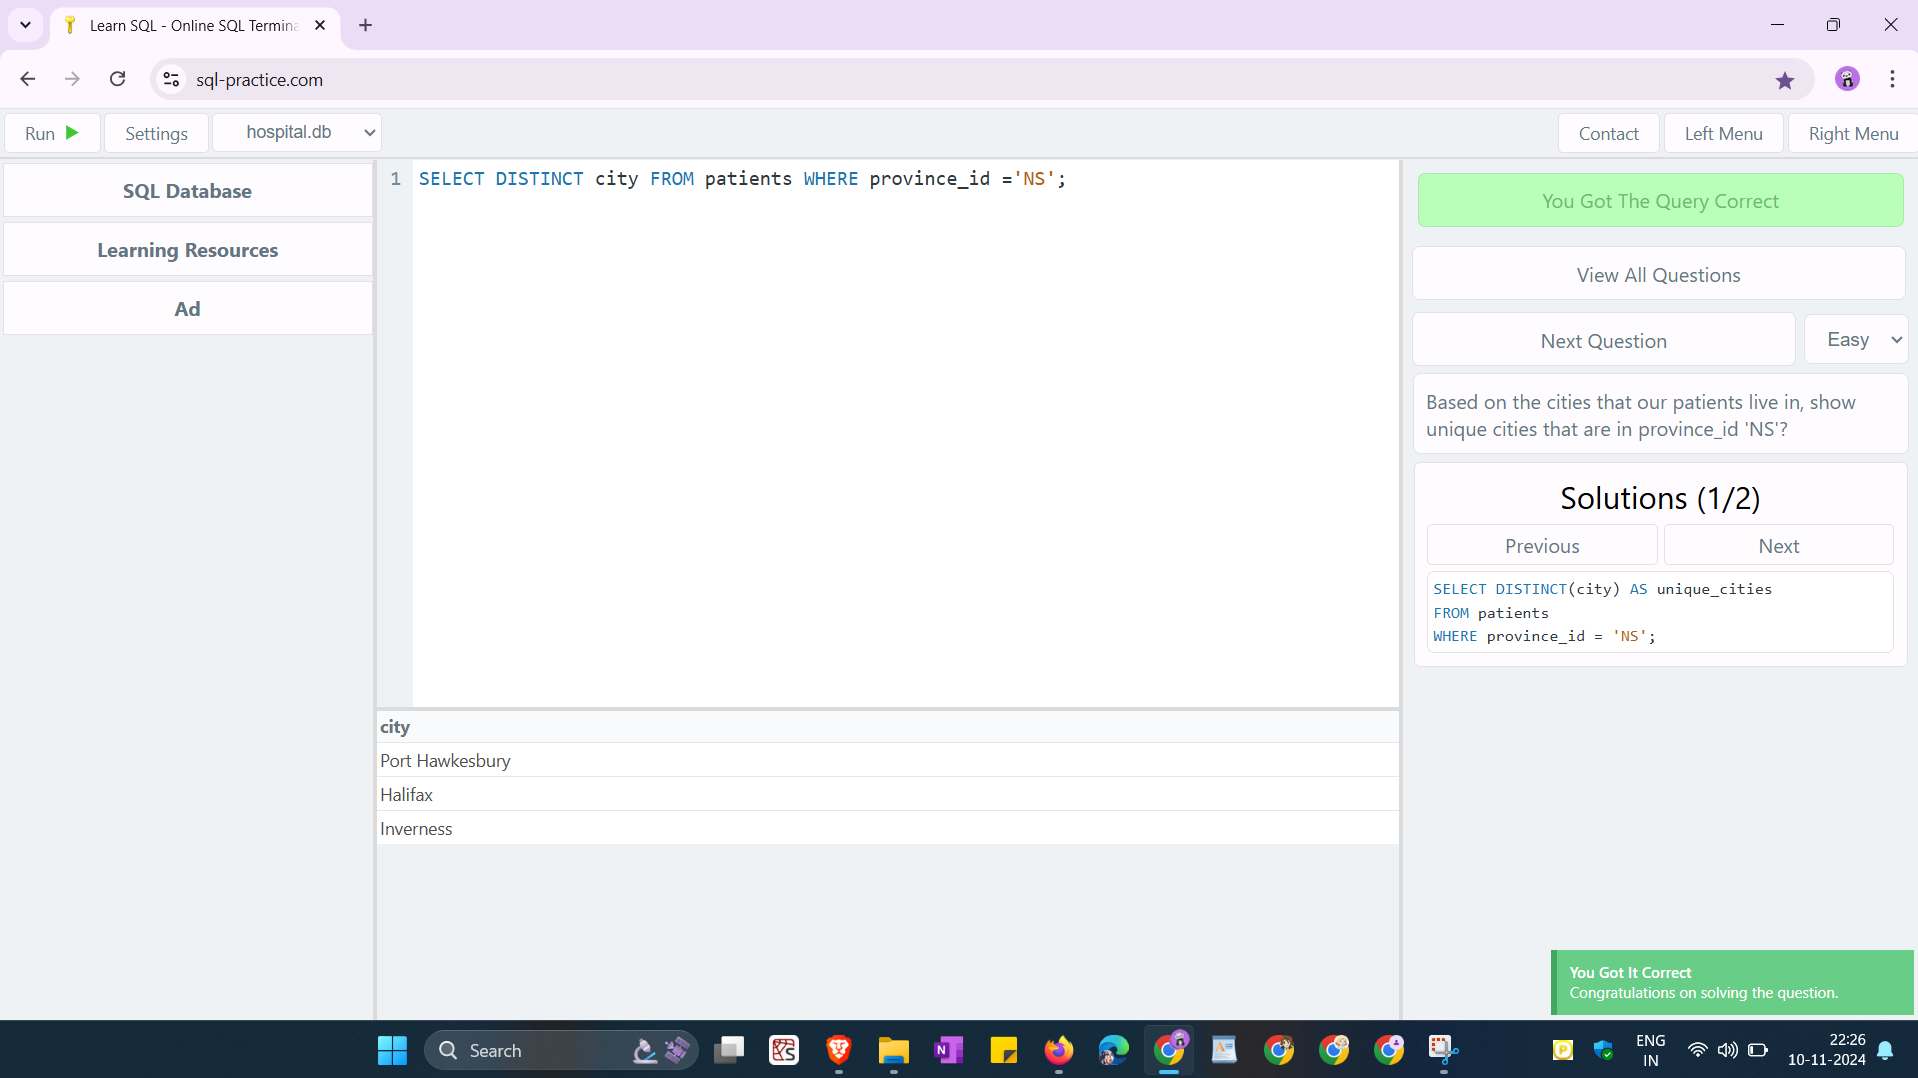 Learn SQL - Online SQL Termina
sql-practice.com
Run
Settings
hospital.db
Contact
Left Menu
Right Menu
SQL Database
Learning Resources
Ad
1
SELECT DISTINCT city FROM patients WHERE province_id ='NS';
city
Port Hawkesbury
Halifax
Inverness
You Got The Query Correct
View All Questions
Next Question
Easy
Based on the cities that our patients live in, show
unique cities that are in province_id 'NS'?
Solutions (1/2)
Previous
Next
SELECT DISTINCT(city) AS unique_cities
FROM patients
WHERE province_id = 'NS';
You Got It Correct
Congratulations on solving the question.
Search
ENG
IN
22:26
10-11-2024